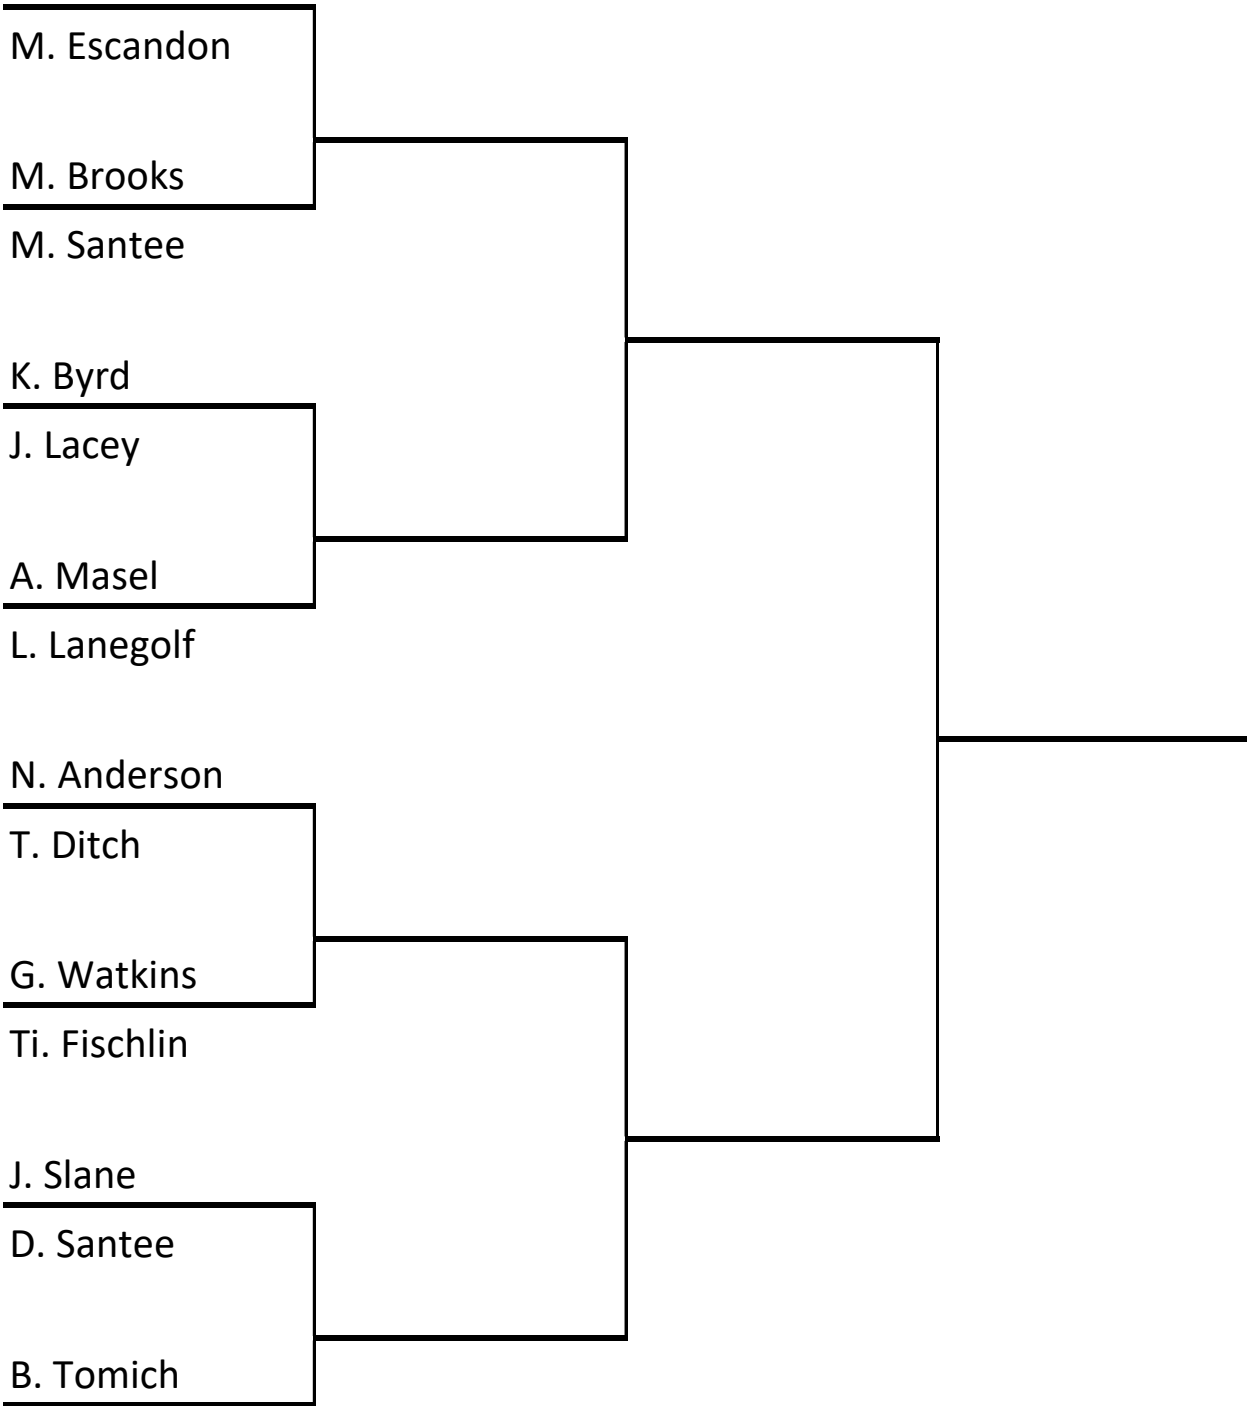 M. Escandon
M. Brooks
M. Santee
K. Byrd
J. Lacey
A. Masel
L. Lanegolf
N. Anderson
T. Ditch
G. Watkins
Ti. Fischlin
J. Slane
D. Santee
B. Tomich